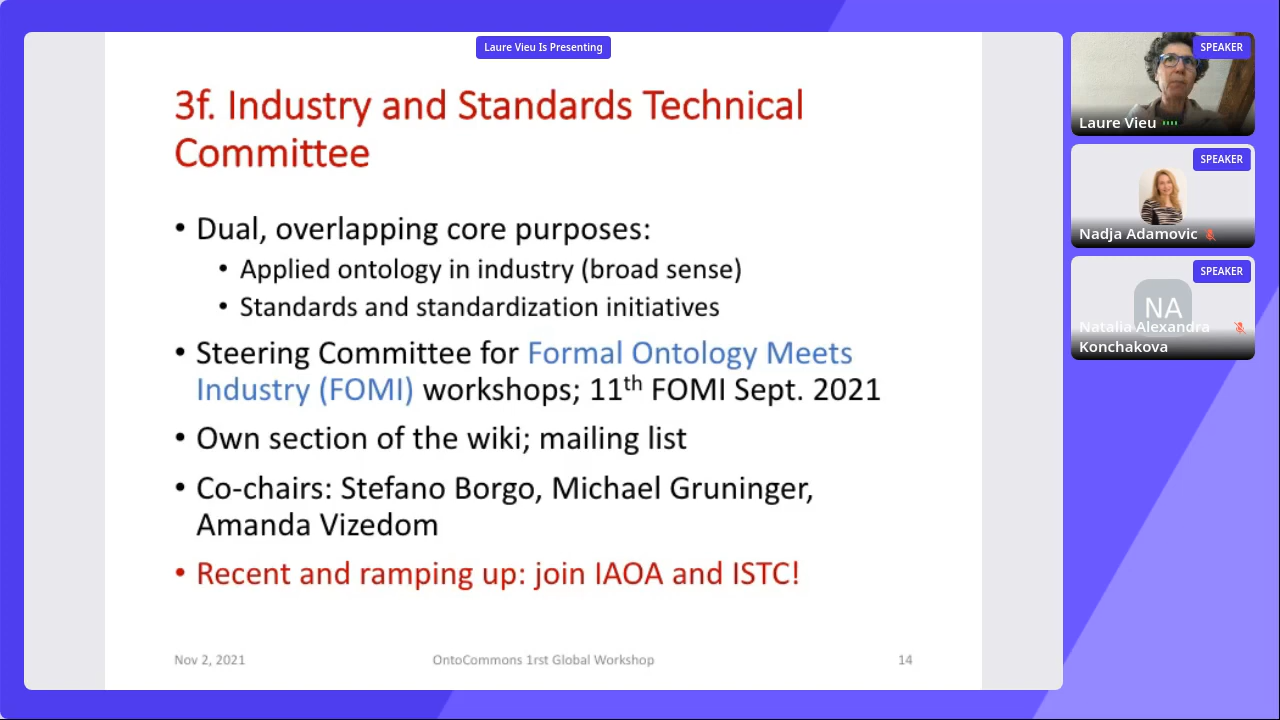 Laure Vieu Is Presenting
3f. Industry and Standards Technical
Committee
• Dual, overlapping core purposes:
• Applied ontology in industry (broad sense)
• Standards and standardization initiatives
• Steering Committee for Formal Ontology Meets
Industry (FOMI) workshops; 11th FOMI Sept. 2021
• Own section of the wiki; mailing list
• Co-chairs: Stefano Borgo, Michael Gruninger,
Amanda Vizedom
• Recent and ramping up: join IAOA and ISTC!
Nov 2, 2021
OntoCommons 1rst Global Workshop
14
SPEAKER
Laure Vieu
SPEAKER
Nadja Adamovic
SPEAKER
NA
Natalia Alexandra
Konchakova